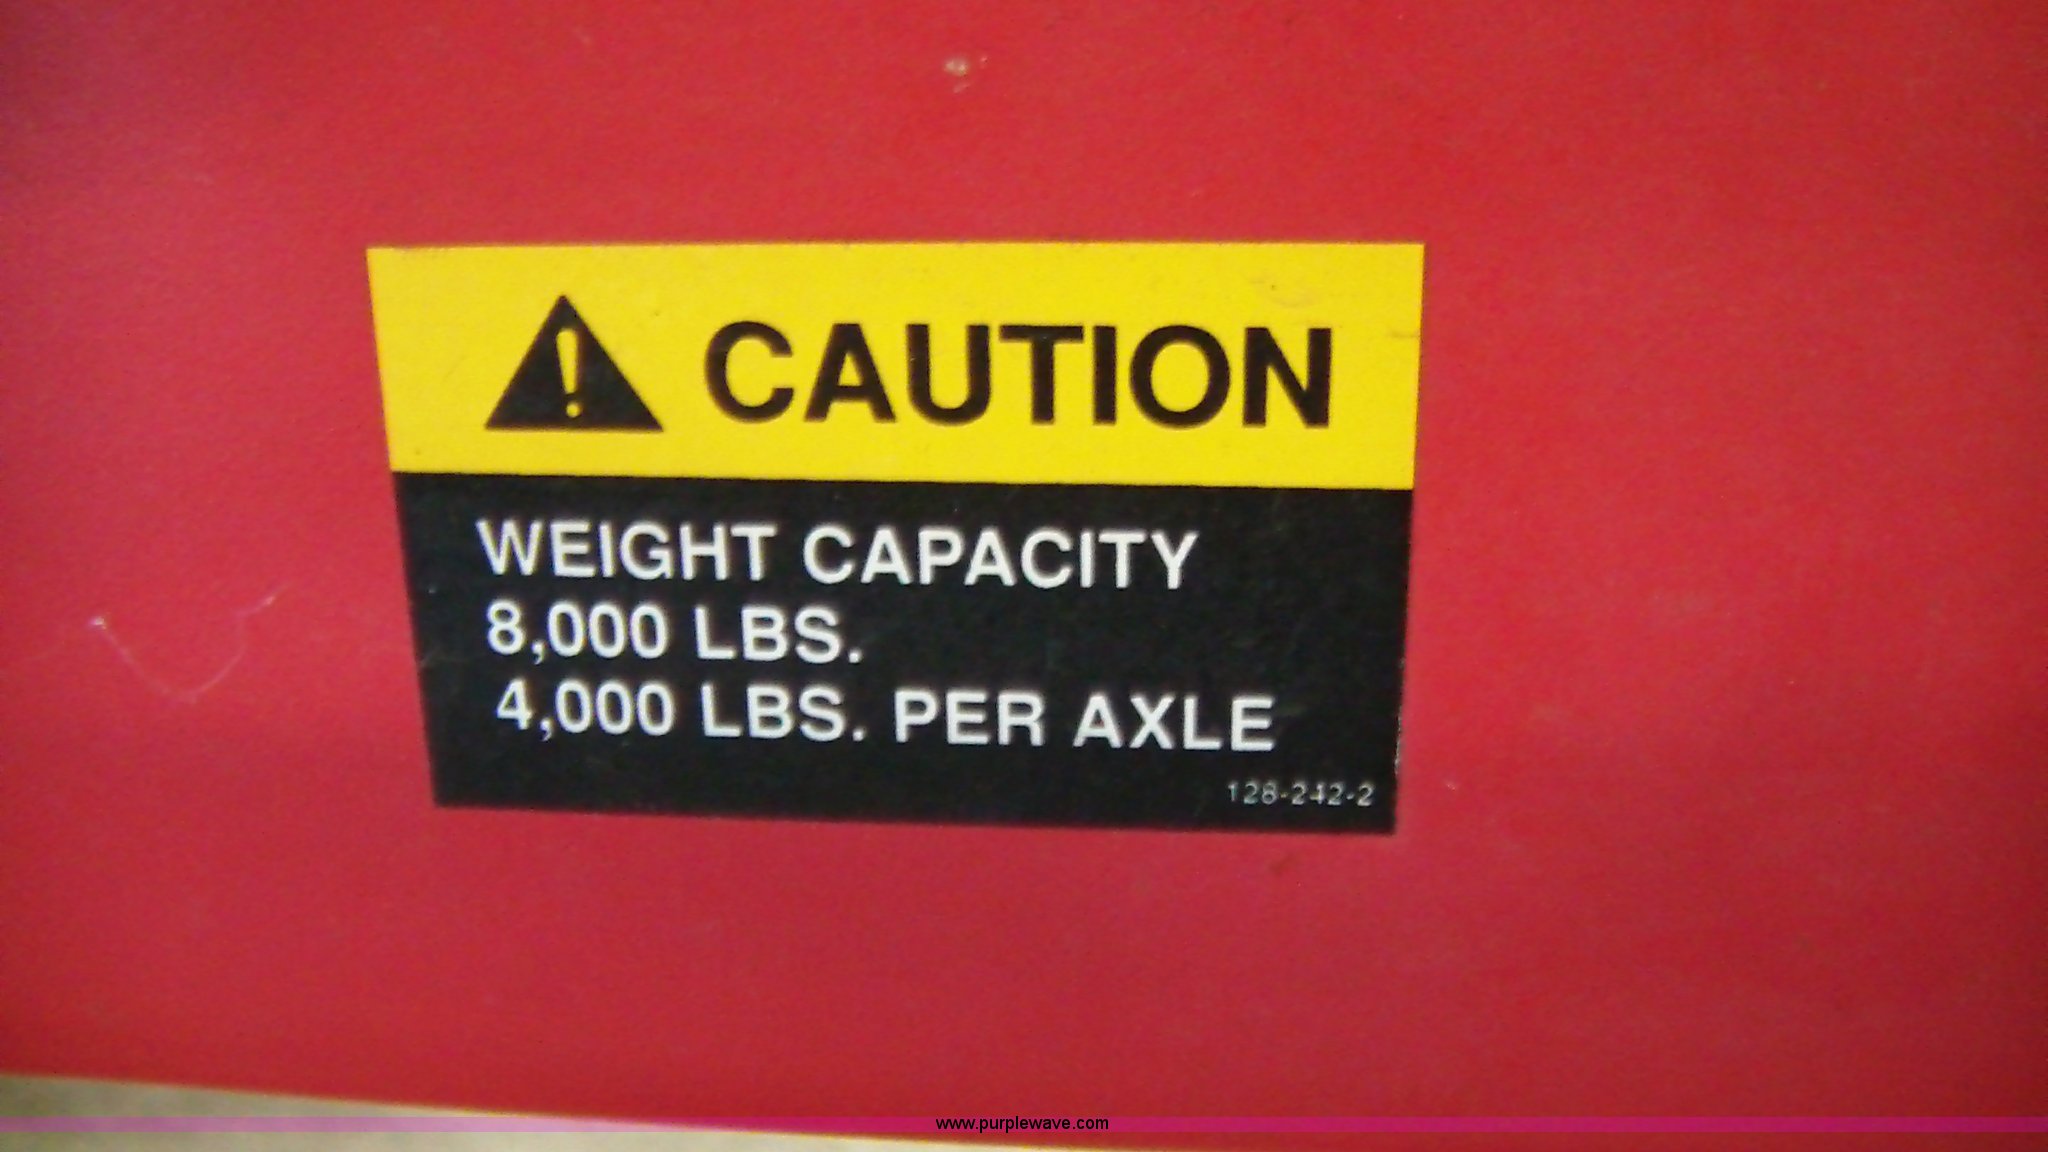 CAUTION
WEIGHT CAPACITY
8,000 LBS.
4,000 LBS. PER AXLE
128-242-2
www.purplewave.com